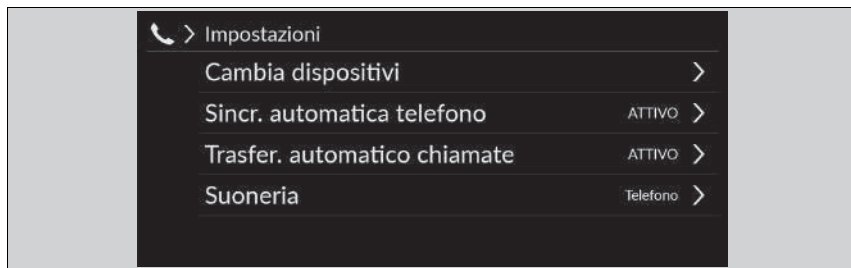 Impostazioni
Cambia dispositivi
Sincr. automatica telefono ATTIVO
Trasfer. automatico chiamate ATTIVO
Suoneria Telefono